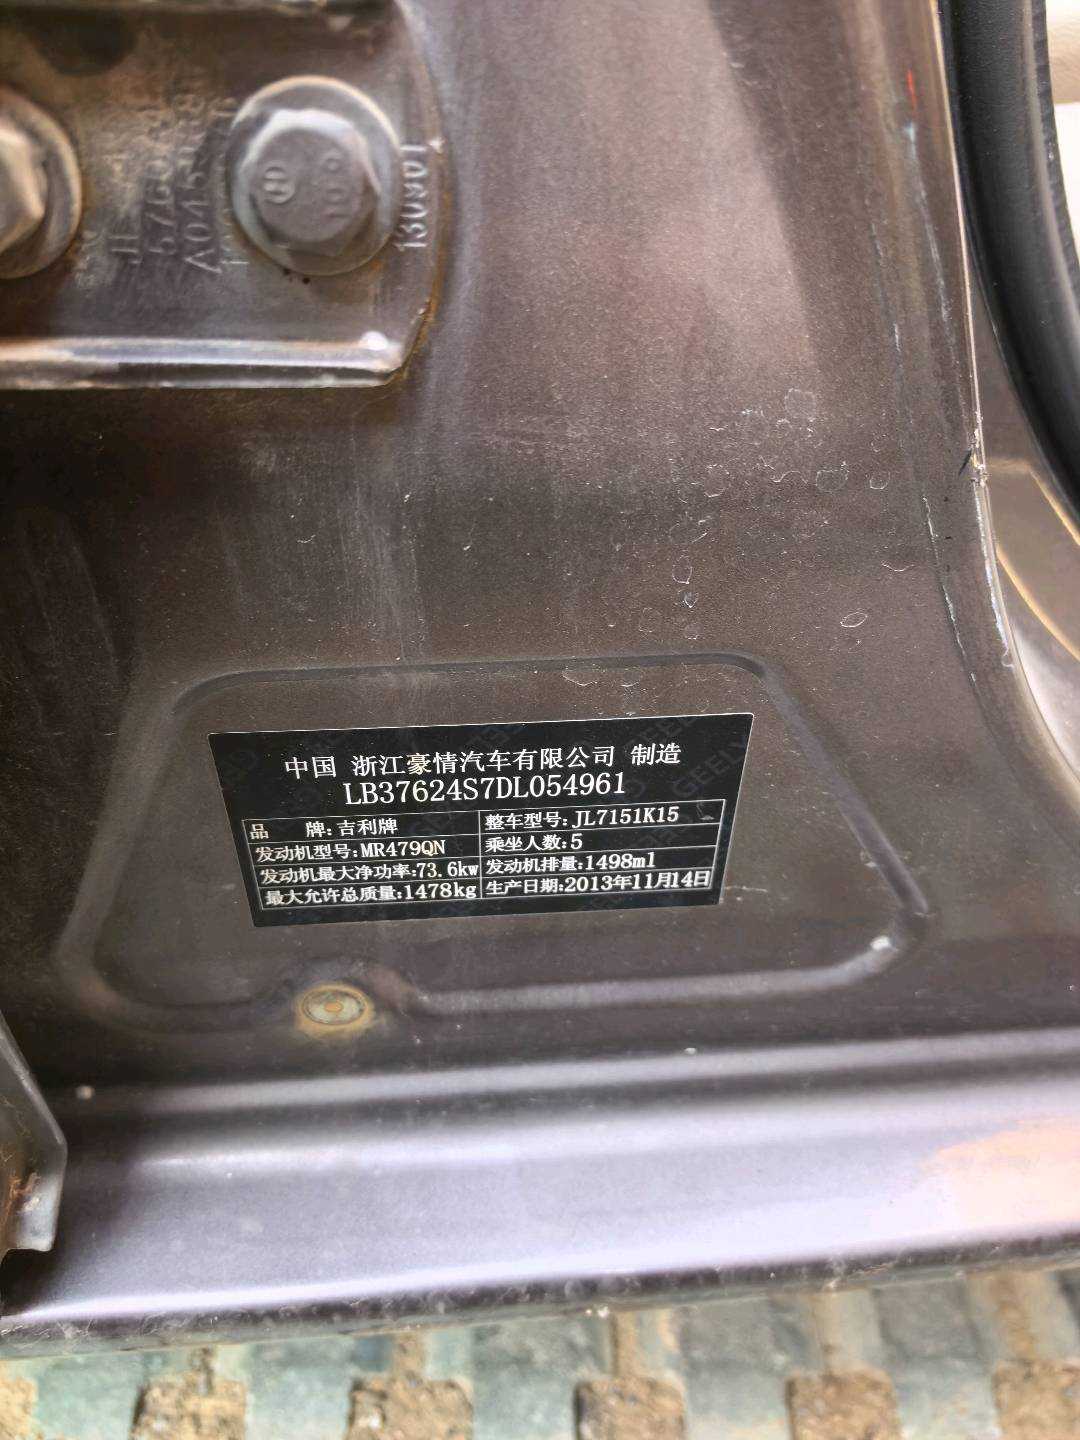 130901
中国 浙江豪情汽车有限公司 制造
LB37624S7DL054961
品 牌:吉利牌 整车型号:JL7151K15
发动机型号:MR479QN 乘坐人数:5
发动机最大净功率:73.6kw 发动机排量:1498ml
最大允许总质量:1478kg 生产日期:2013年11月14日
GEELY